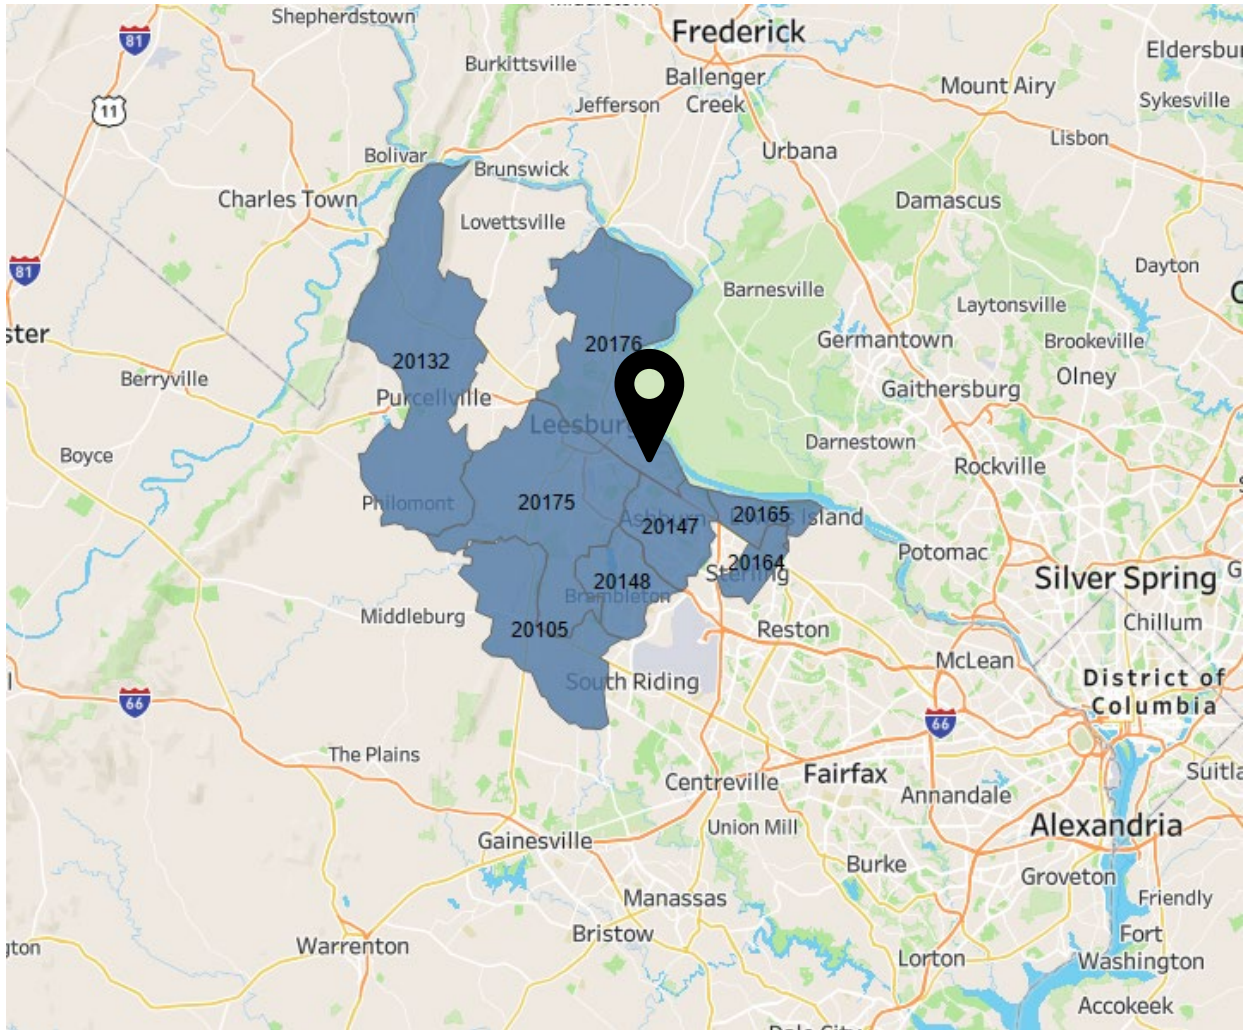 Shepherdstown
Frederick
81
Eldersbu
Burkittsville
Ballenger
Creek
Mount Airy
11
Jefferson
Sykesville
Lisbon
Bolivar
Urbana
Brunswick
Charles Town
Damascus
Lovettsville
81
Dayton
Barnesville
Laytonsville
ster
20176
Germantown
Brookeville
20132
Berryville
Purcellville
Gaithersburg
Olney
Leesburg
Darnestown
Boyce
Rockville
Philomont
20175
Ashburn
20147
20165
Island
Potomac
20164
Sterling
20148
Brambleton
Silver Spring
G
Middleburg
20105
Reston
Chillum
McLean
South Riding
District of
Columbia
66
66
The Plains
Centreville
Fairfax
Annandale
Suitla
Gainesville
Union Mill
Alexandria
Burke
Groveton
Manassas
Friendly
Bristow
Fort
Washington
gton
Warrenton
Lorton
Accokeek